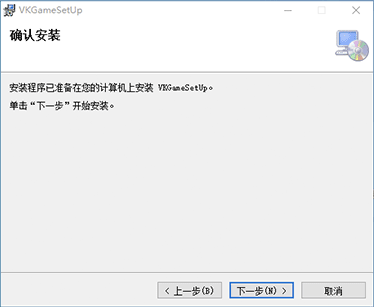 VKGameSetUp
确认安装
安装程序已准备在您的计算机上安装 VKGameSetUp。
单击“下一步”开始安装。
< 上一步(B)
下一步(N) >
取消